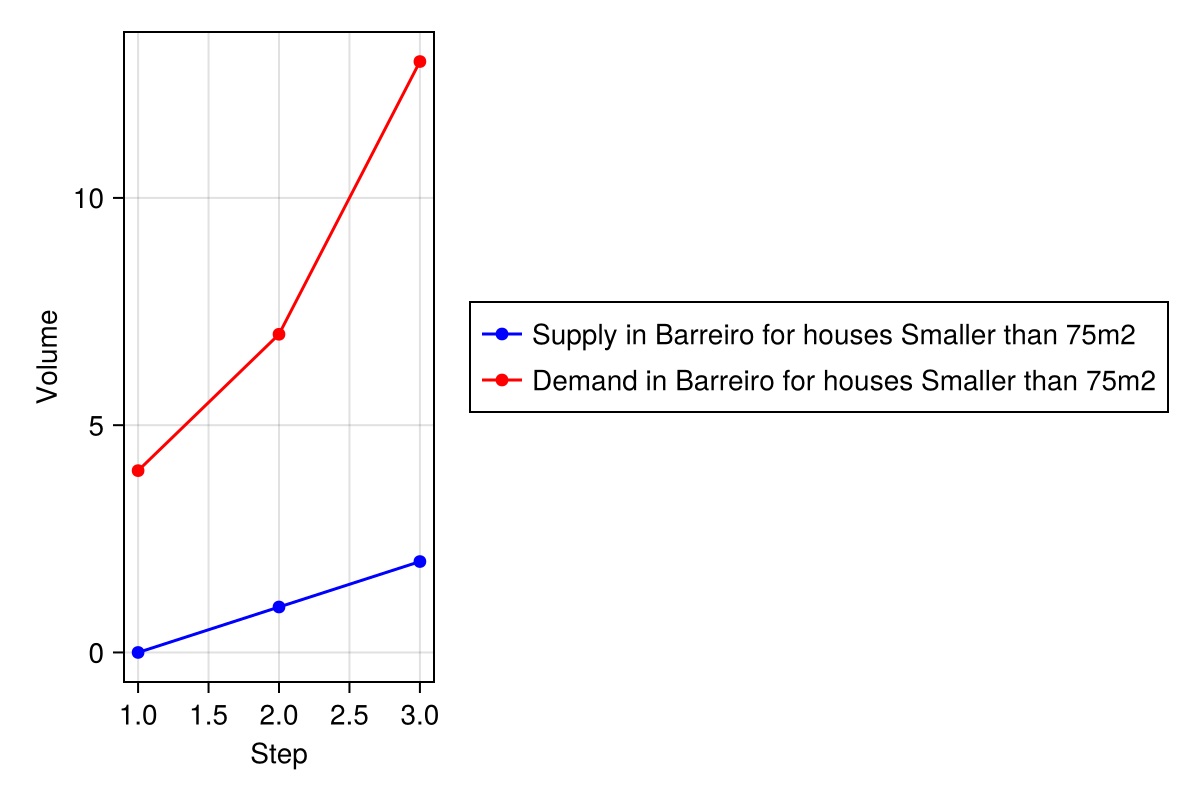 Volume
10
5
0
1.0 1.5 2.0 2.5 3.0
Step
Supply in Barreiro for houses Smaller than 75m2
Demand in Barreiro for houses Smaller than 75m2